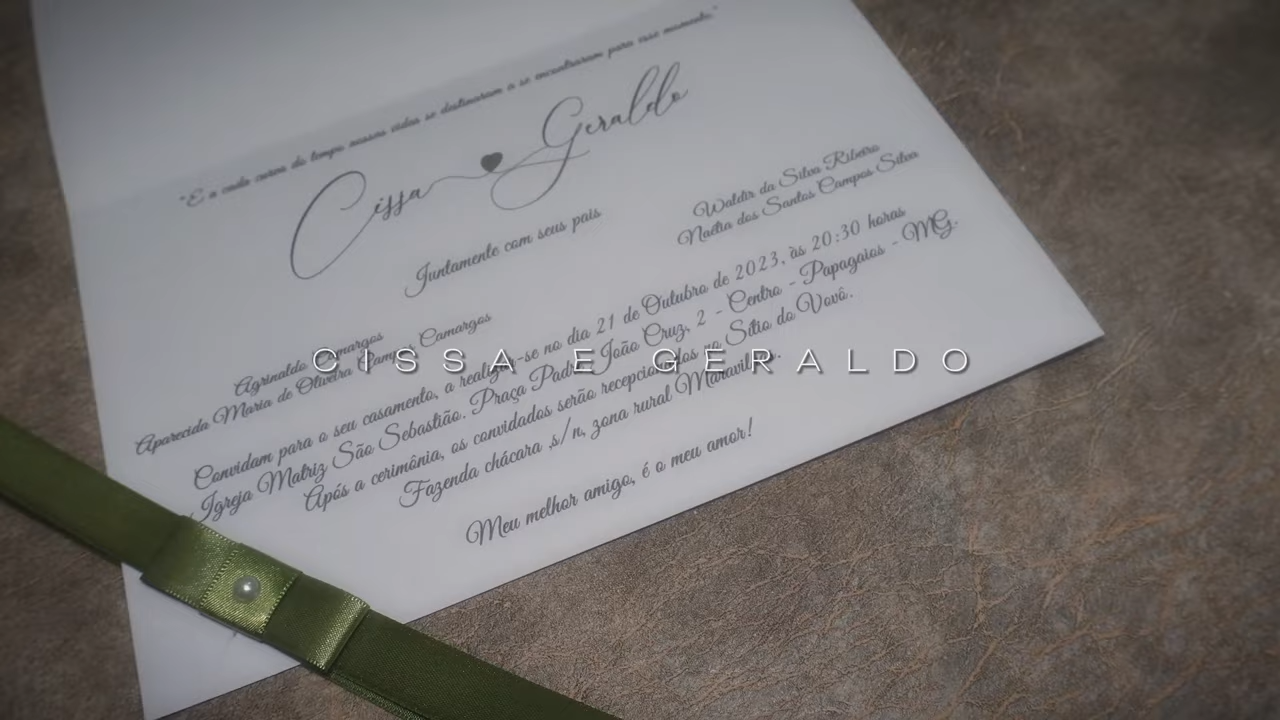 "E a cada curva do tempo nossas vidas se destinaram a se encontrarem para esse momento."
Cissa Geraldo
Juntamente com seus pais
Agrinaldo Camargos
Aparecida Maria de Oliveira Campos Camargos
Waldir da Silva Ribeiro
Naélia dos Santos Campos Silva
Convidam para o seu casamento, a realizar-se no dia 21 de Outubro de 2023, às 20:30 horas
Igreja Matriz São Sebastião. Praça Padre João Cruz, 2 - Centro - Papagaios - MG.
Após a cerimônia, os convidados serão recepcionados no Sítio do Vovô.
Fazenda chácara ,s/n, zona rural
Meu melhor amigo, é o meu amor!
CISSA E GERALDO